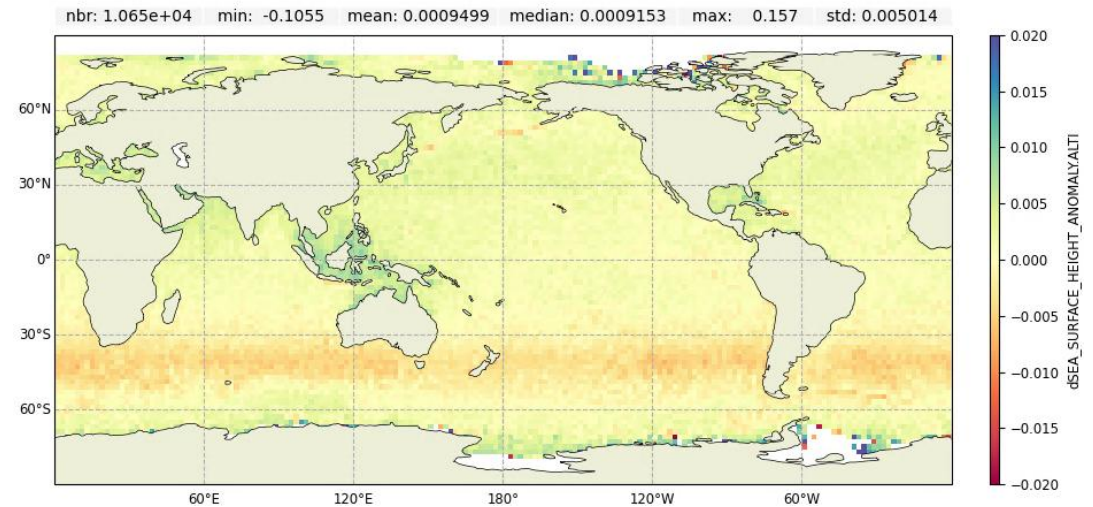 nbr: 1.065e+04 min: -0.1055 mean: 0.0009499 median: 0.0009153 max: 0.157 std: 0.005014
60°N
30°N
0°
30°S
60°S
60°E 120°E 180° 120°W 60°W
0.020
0.015
0.010
0.005
0.000
−0.005
−0.010
−0.015
−0.020
dSEA_SURFACE_HEIGHT_ANOMALY.ALTI